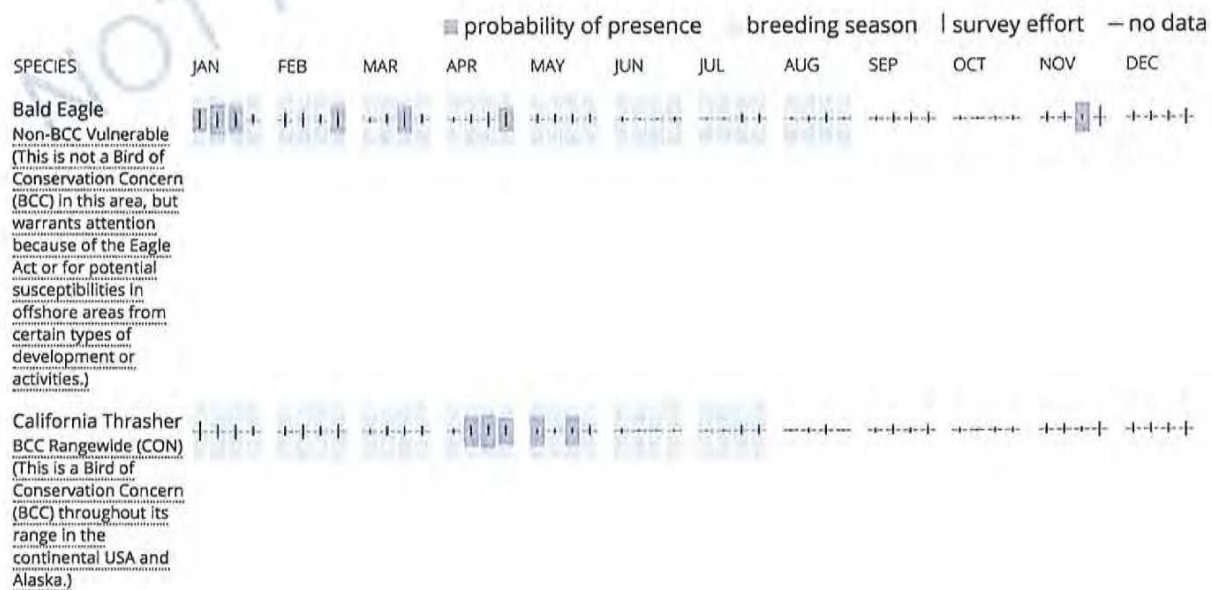 NOT
probability of presence breeding season survey effort no data
SPECIES JAN FEB MAR APR MAY JUN JUL AUG SEP OCT NOV DEC
Bald Eagle
Non-BCC Vulnerable
(This is not a Bird of
Conservation Concern
(BCC) in this area, but
warrants attention
because of the Eagle
Act or for potential
susceptibilities in
offshore areas from
certain types of
development or
activities.)
California Thrasher
BCC Rangewide (CON)
(This is a Bird of
Conservation Concern
(BCC) throughout its
range in the
continental USA and
Alaska.)